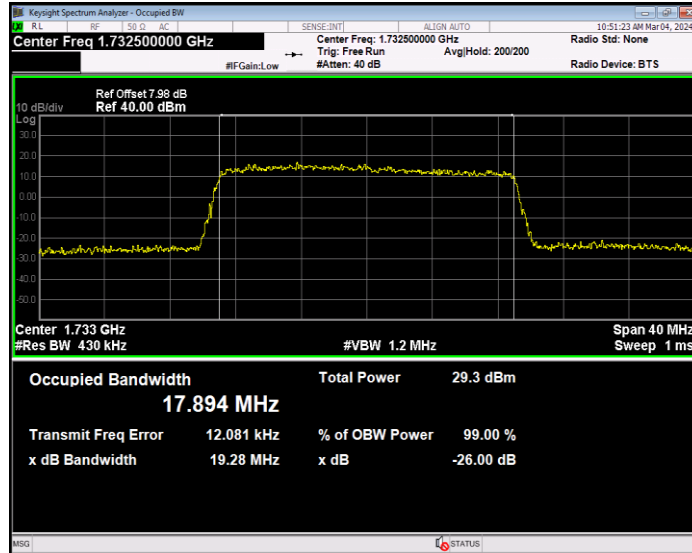 Keysight Spectrum Analyzer - Occupied BW
RL RF 50 Ω AC SENSE:INT ALIGN AUTO 10:51:23 AM Mar 04, 2024
Center Freq 1.732500000 GHz Center Freq: 1.732500000 GHz Radio Std: None
Trig: Free Run Avg|Hold: 200/200
#IFGain:Low #Atten: 40 dB Radio Device: BTS
Ref Offset 7.98 dB
10 dB/div Ref 40.00 dBm
Log
30.0
20.0
10.0
0.00
-10.0
-20.0
-30.0
-40.0
-50.0
Center 1.733 GHz Span 40 MHz
#Res BW 430 kHz #VBW 1.2 MHz Sweep 1 ms
Occupied Bandwidth Total Power 29.3 dBm
17.894 MHz
Transmit Freq Error 12.081 kHz % of OBW Power 99.00 %
x dB Bandwidth 19.28 MHz x dB -26.00 dB
MSG STATUS